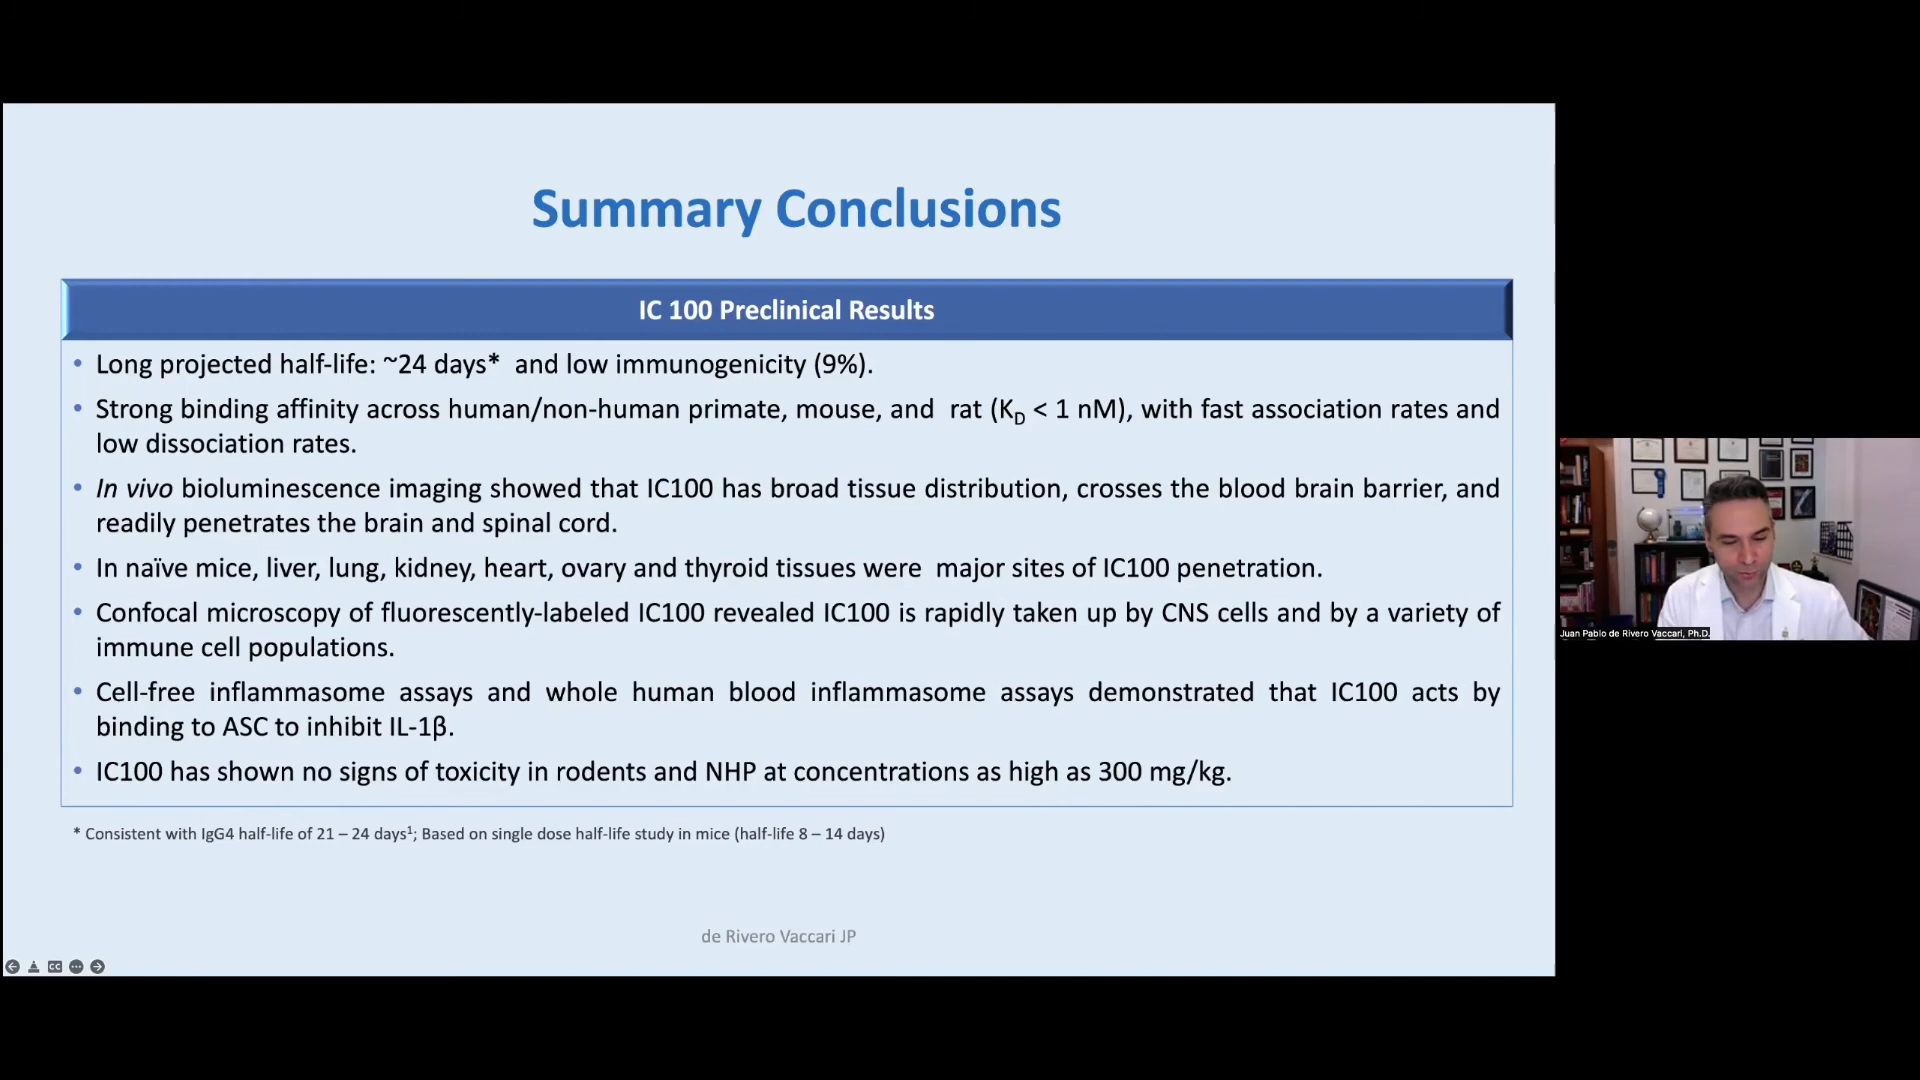 Summary Conclusions
IC 100 Preclinical Results
• Long projected half-life: ~24 days* and low immunogenicity (9%).
• Strong binding affinity across human/non-human primate, mouse, and rat (KD < 1 nM), with fast association rates and
low dissociation rates.
• In vivo bioluminescence imaging showed that IC100 has broad tissue distribution, crosses the blood brain barrier, and
readily penetrates the brain and spinal cord.
• In naïve mice, liver, lung, kidney, heart, ovary and thyroid tissues were major sites of IC100 penetration.
• Confocal microscopy of fluorescently-labeled IC100 revealed IC100 is rapidly taken up by CNS cells and by a variety of
immune cell populations.
• Cell-free inflammasome assays and whole human blood inflammasome assays demonstrated that IC100 acts by
binding to ASC to inhibit IL-1β.
• IC100 has shown no signs of toxicity in rodents and NHP at concentrations as high as 300 mg/kg.
* Consistent with IgG4 half-life of 21 – 24 days¹; Based on single dose half-life study in mice (half-life 8 – 14 days)
de Rivero Vaccari JP
CC
Juan Pablo de Rivero Vaccari, Ph.D.